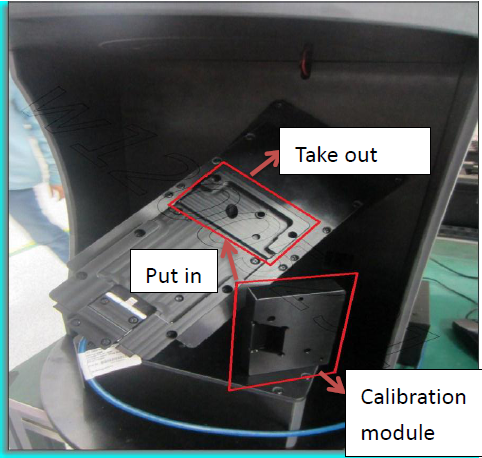 Take out
Put in
Calibration
module